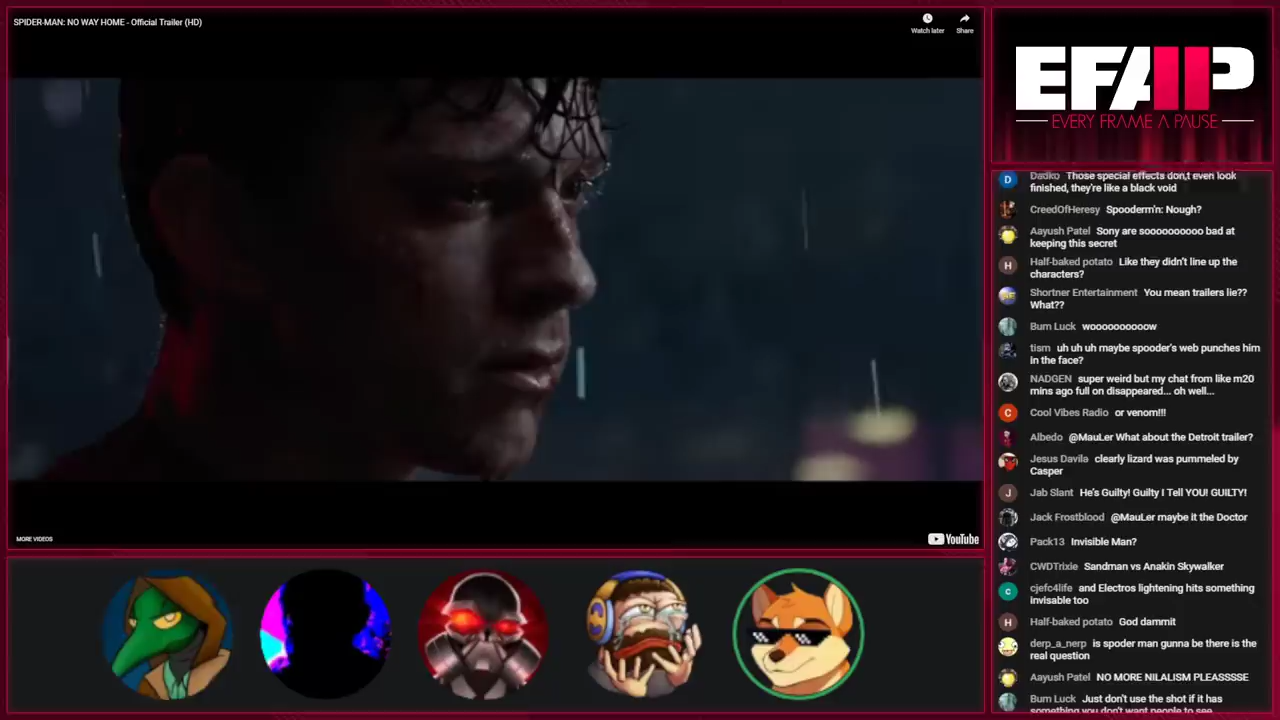 SPIDER-MAN: NO WAY HOME - Official Trailer (HD)
Watch later
Share
MORE VIDEOS
YouTube
EFAP
EVERY FRAME A PAUSE
D
Dadko Those special effects don,t even look
finished, they're like a black void
CreedOfHeresy Spooderm'n: Nough?
Aayush Patel Sony are soooooooooo bad at
keeping this secret
H
Half-baked potato Like they didn't line up the
characters?
Shortner Entertainment You mean trailers lie??
What??
Bum Luck woooooooooow
tism uh uh uh maybe spooder's web punches him
in the face?
NADGEN super weird but my chat from like m20
mins ago full on disappeared... oh well...
C
Cool Vibes Radio or venom!!!
Albedo @MauLer What about the Detroit trailer?
Jesus Davila clearly lizard was pummeled by
Casper
J
Jab Slant He's Guilty! Guilty I Tell YOU! GUILTY!
Jack Frostblood @MauLer maybe it the Doctor
Pack13 Invisible Man?
CWDTrixie Sandman vs Anakin Skywalker
c
cjefc4life and Electros lightening hits something
invisable too
H
Half-baked potato God dammit
derp_a_nerp is spoder man gunna be there is the
real question
Aayush Patel NO MORE NILALISM PLEASSSSE
Bum Luck Just don't use the shot if it has
something you don't want people to see